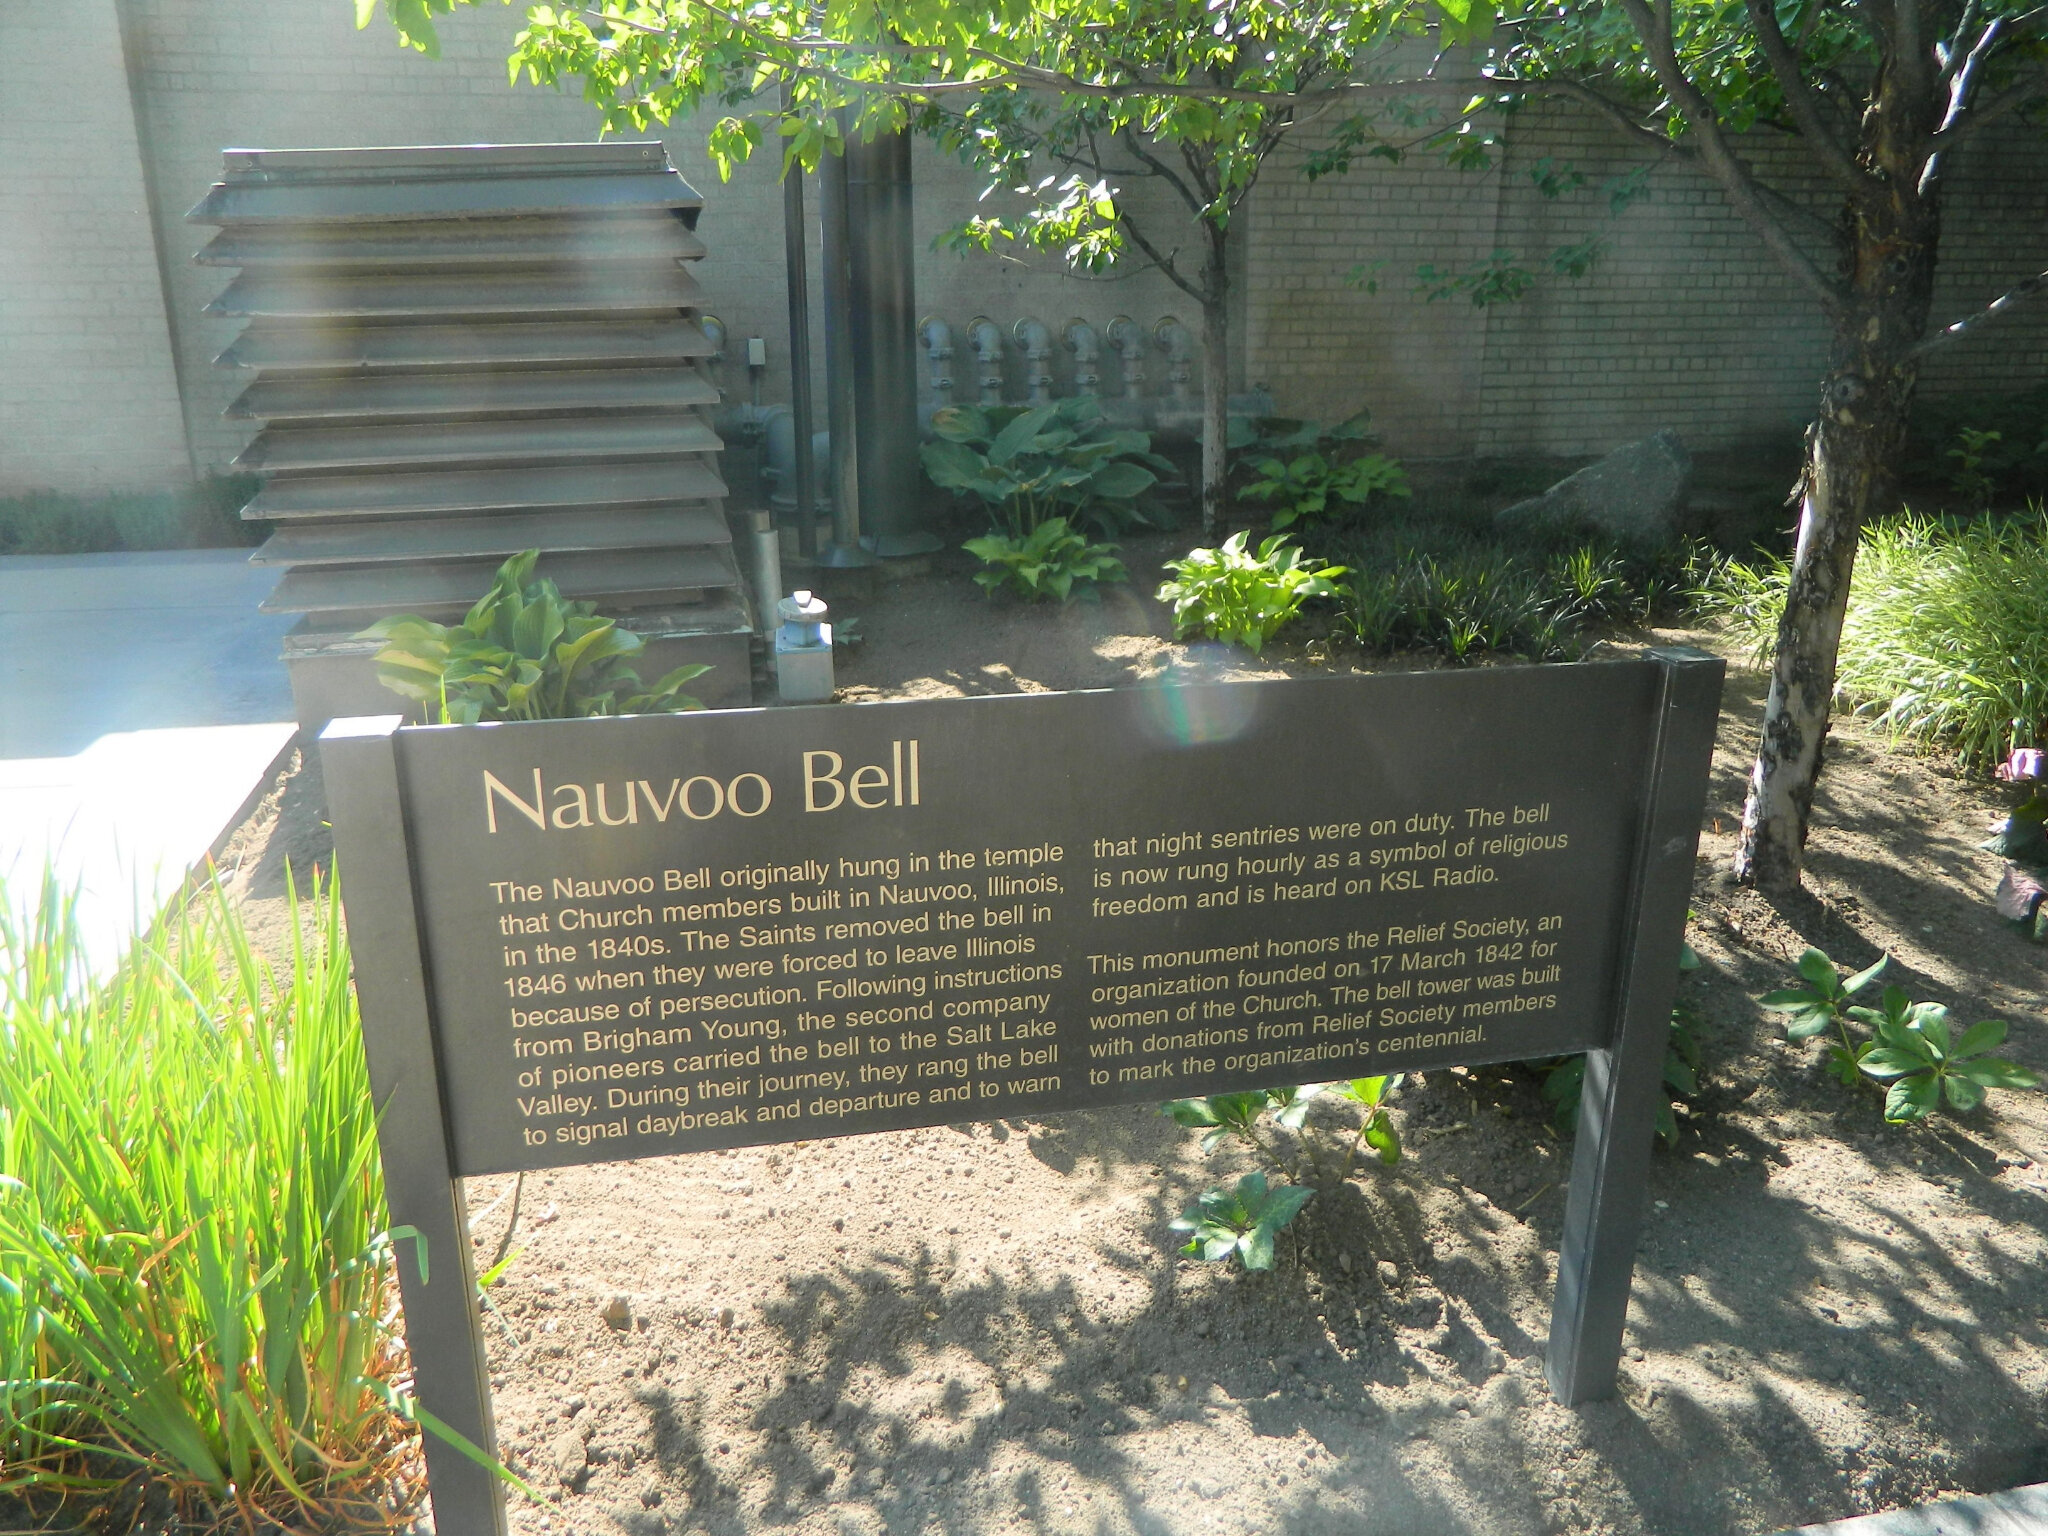 Nauvoo Bell
The Nauvoo Bell originally hung in the temple
that Church members built in Nauvoo, Illinois,
in the 1840s. The Saints removed the bell in
1846 when they were forced to leave Illinois
because of persecution. Following instructions
from Brigham Young, the second company
of pioneers carried the bell to the Salt Lake
Valley. During their journey, they rang the bell
to signal daybreak and departure and to warn
that night sentries were on duty. The bell
is now rung hourly as a symbol of religious
freedom and is heard on KSL Radio.
This monument honors the Relief Society, an
organization founded on 17 March 1842 for
women of the Church. The bell tower was built
with donations from Relief Society members
to mark the organization's centennial.